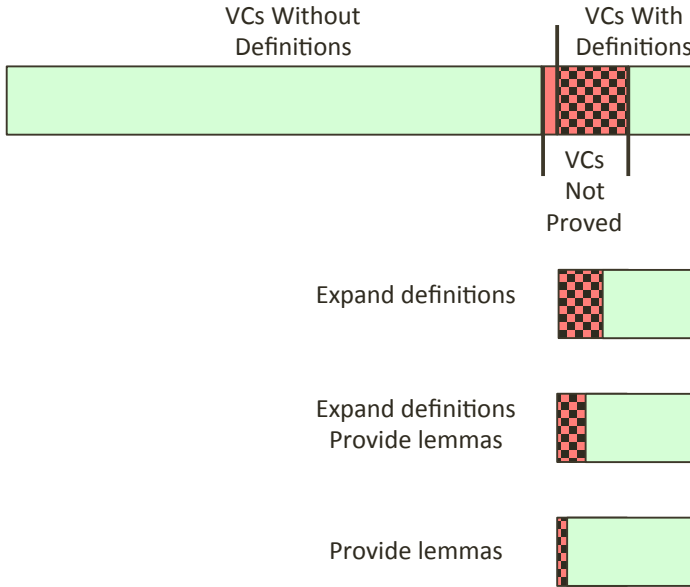 VCs Without
Definitions
VCs With
Definitions
VCs
Not
Proved
Expand definitions
Expand definitions
Provide lemmas
Provide lemmas